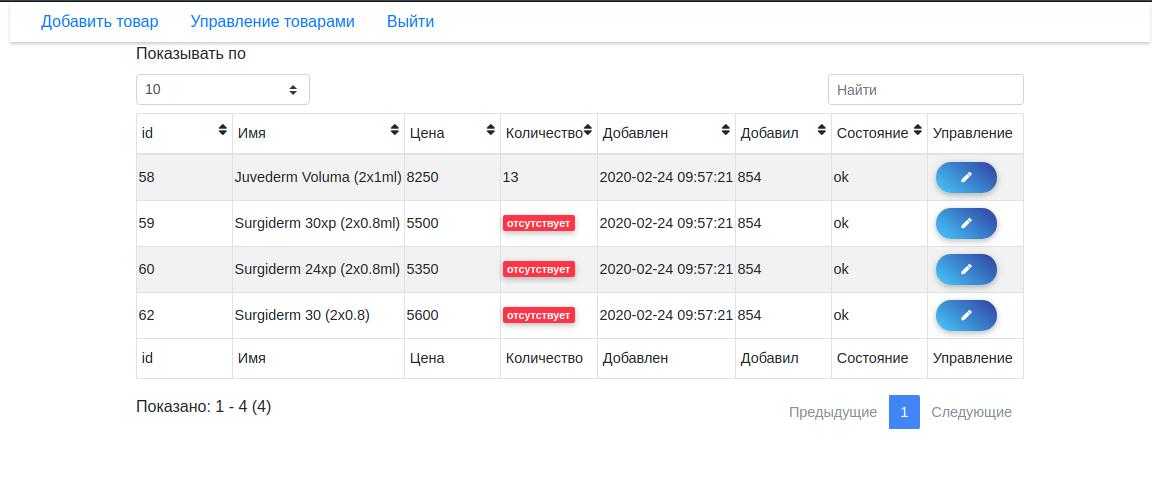 Добавить товар Управление товарами Выйти
Показывать по
10 Найти
id Имя Цена Количество Добавлен Добавил Состояние Управление
58 Juvederm Voluma (2x1ml) 8250 13 2020-02-24 09:57:21 854 ok
59 Surgiderm 30xp (2x0.8ml) 5500 отсутствует 2020-02-24 09:57:21 854 ok
60 Surgiderm 24xp (2x0.8ml) 5350 отсутствует 2020-02-24 09:57:21 854 ok
62 Surgiderm 30 (2x0.8) 5600 отсутствует 2020-02-24 09:57:21 854 ok
id Имя Цена Количество Добавлен Добавил Состояние Управление
Показано: 1 - 4 (4) Предыдущие 1 Следующие